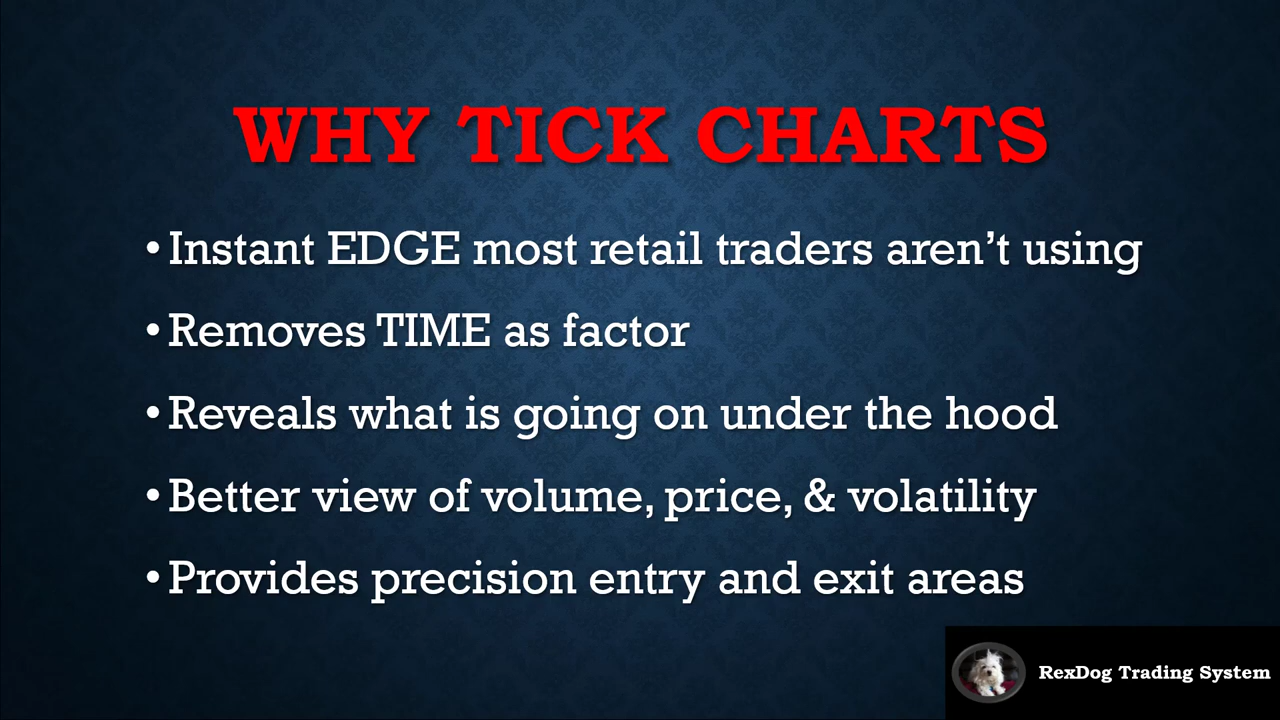 WHY TICK CHARTS
• Instant EDGE most retail traders aren’t using
• Removes TIME as factor
• Reveals what is going on under the hood
• Better view of volume, price, & volatility
• Provides precision entry and exit areas
RexDog Trading System